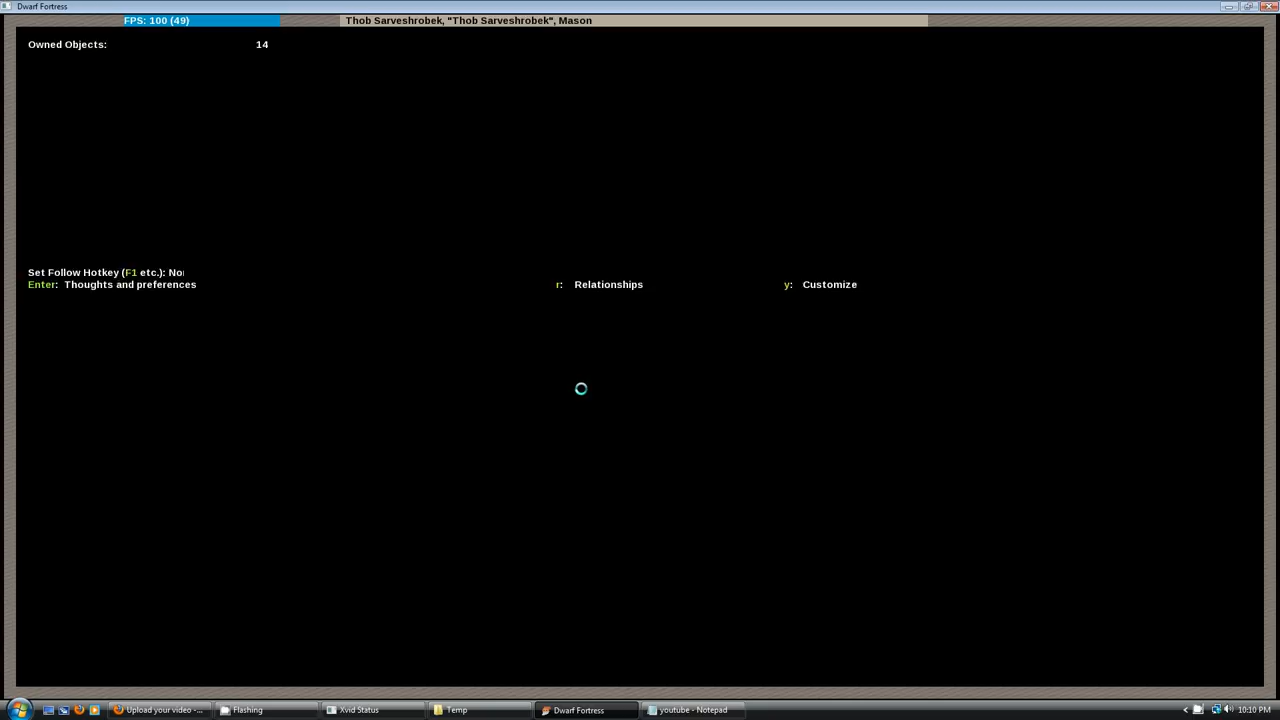 Dwarf Fortress
FPS: 100 (49)
Thob Sarveshrobek, "Thob Sarveshrobek", Mason
Owned Objects: 14
Set Follow Hotkey (F1 etc.): No
Enter: Thoughts and preferences r: Relationships y: Customize
Upload your video -... Flashing Xvid Status Temp Dwarf Fortress youtube - Notepad 10:10 PM